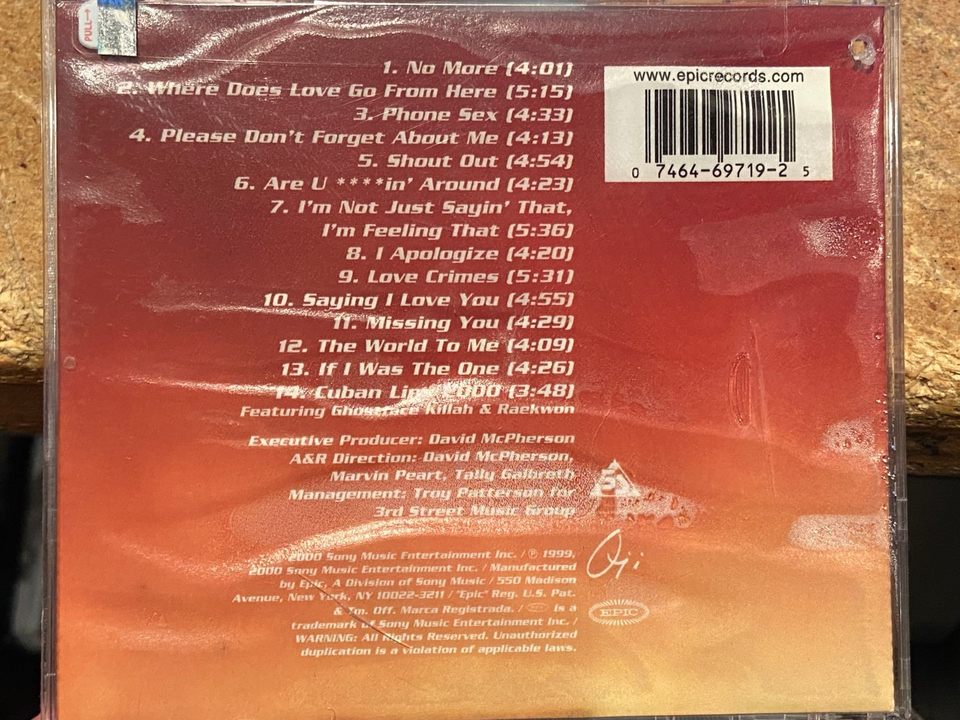 PULL
1. No More (4:01)
2. Where Does Love Go From Here (5:15)
3. Phone Sex (4:33)
4. Please Don't Forget About Me (4:13)
5. Shout Out (4:54)
6. Are U ****in' Around (4:23)
7. I'm Not Just Sayin' That,
I'm Feeling That (5:36)
8. I Apologize (4:20)
9. Love Crimes (5:31)
10. Saying I Love You (4:55)
11. Missing You (4:29)
12. The World To Me (4:09)
13. If I Was The One (4:26)
14. Cuban Linx 2000 (3:48)
Featuring Ghostface Killah & Raekwon
Executive Producer: David McPherson
A&R Direction: David McPherson,
Marvin Peart, Tally Galbreth
Management: Troy Patterson for
3rd Street Music Group
2000 Sony Music Entertainment Inc. / ℗ 1999,
2000 Sony Music Entertainment Inc. / Manufactured
by Epic, A Division of Sony Music / 550 Madison
Avenue, New York, NY 10022-3211 / "Epic" Reg. U.S. Pat.
& Tm. Off. Marca Registrada. / is a
trademark of Sony Music Entertainment Inc. /
WARNING: All Rights Reserved. Unauthorized
duplication is a violation of applicable laws.
EPIC
www.epicrecords.com
0 7464-69719-2 5